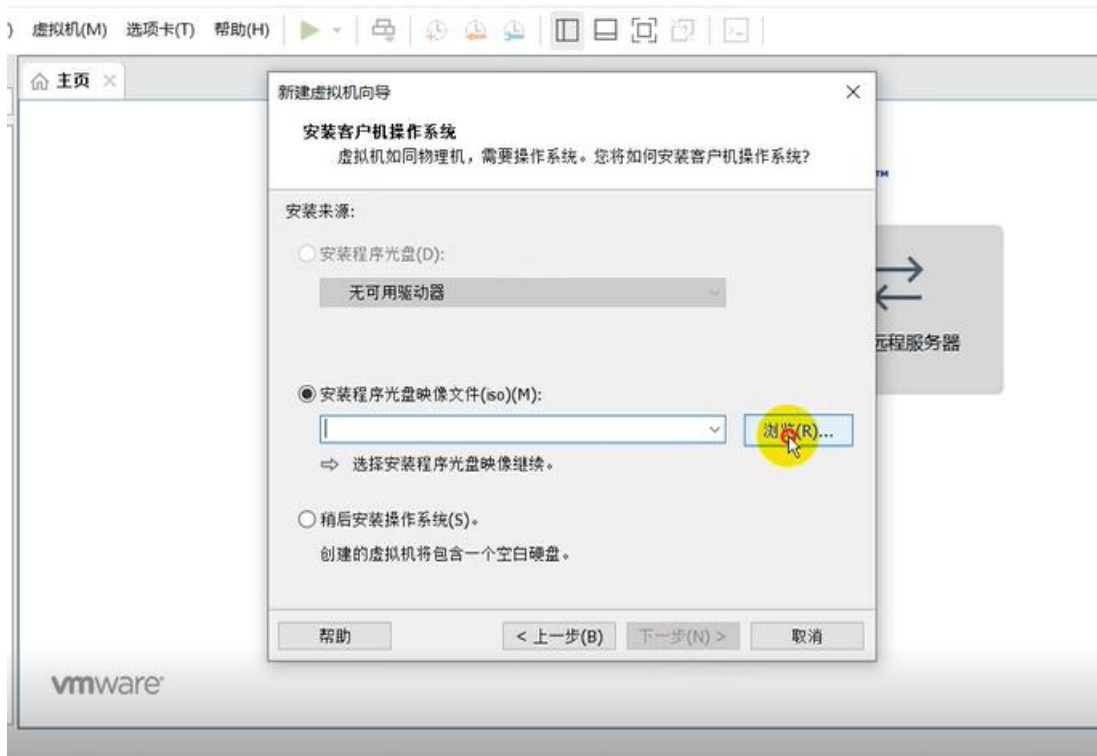 虚拟机(M) 选项卡(T) 帮助(H)
主页
新建虚拟机向导
安装客户机操作系统
虚拟机如同物理机，需要操作系统。您将如何安装客户机操作系统?
TM
安装来源:
安装程序光盘(D):
无可用驱动器
远程服务器
安装程序光盘映像文件(iso)(M):
浏览(R)...
选择安装程序光盘映像继续。
稍后安装操作系统(S)。
创建的虚拟机将包含一个空白硬盘。
帮助 < 上一步(B) 下一步(N) > 取消
vmware